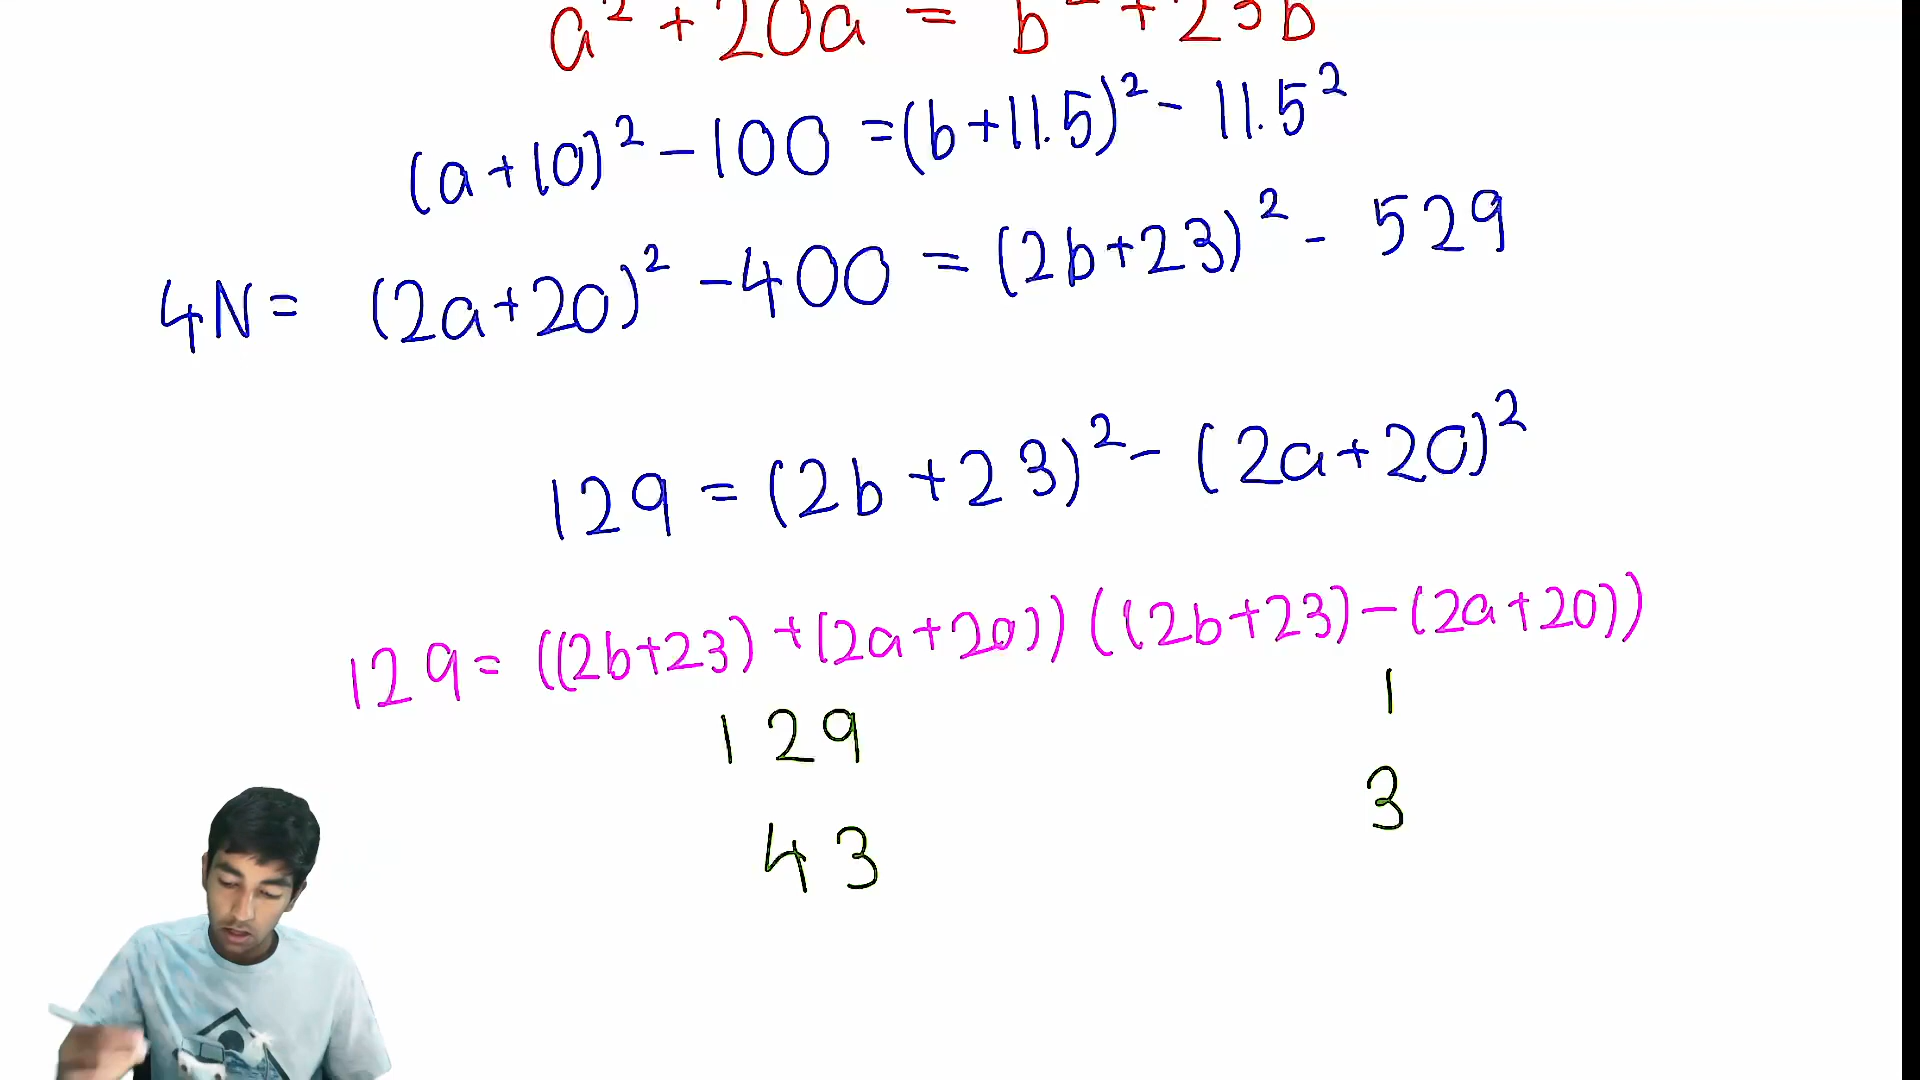 a² + 20a = b² + 23b
(a+10)² - 100 = (b+11.5)² - 11.5²
4N = (2a+20)² - 400 = (2b+23)² - 529
129 = (2b+23)² - (2a+20)²
129 = ((2b+23) + (2a+20)) ((2b+23) - (2a+20))
129 1
43 3